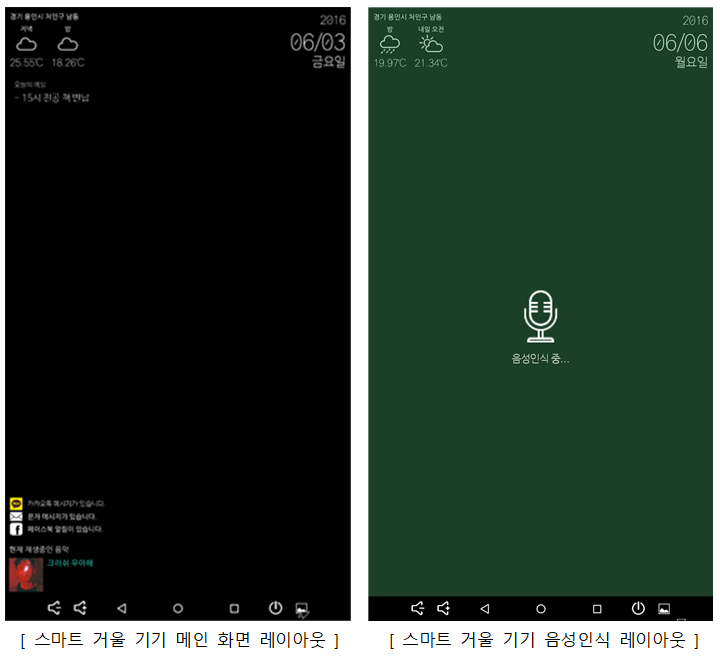 경기 용인시 처인구 남동
저녁 밤
25.55℃ 18.26℃
2016
06/03
금요일
오늘의 메모
- 15시 전공 책 반납
카카오톡 메시지가 있습니다.
문자 메시지가 있습니다.
페이스북 알림이 있습니다.
현재 재생중인 음악
크러쉬 우아해
[ 스마트 거울 기기 메인 화면 레이아웃 ]
경기 용인시 처인구 남동
밤 내일 오전
19.97℃ 21.34℃
2016
06/06
월요일
음성인식 중...
[ 스마트 거울 기기 음성인식 레이아웃 ]